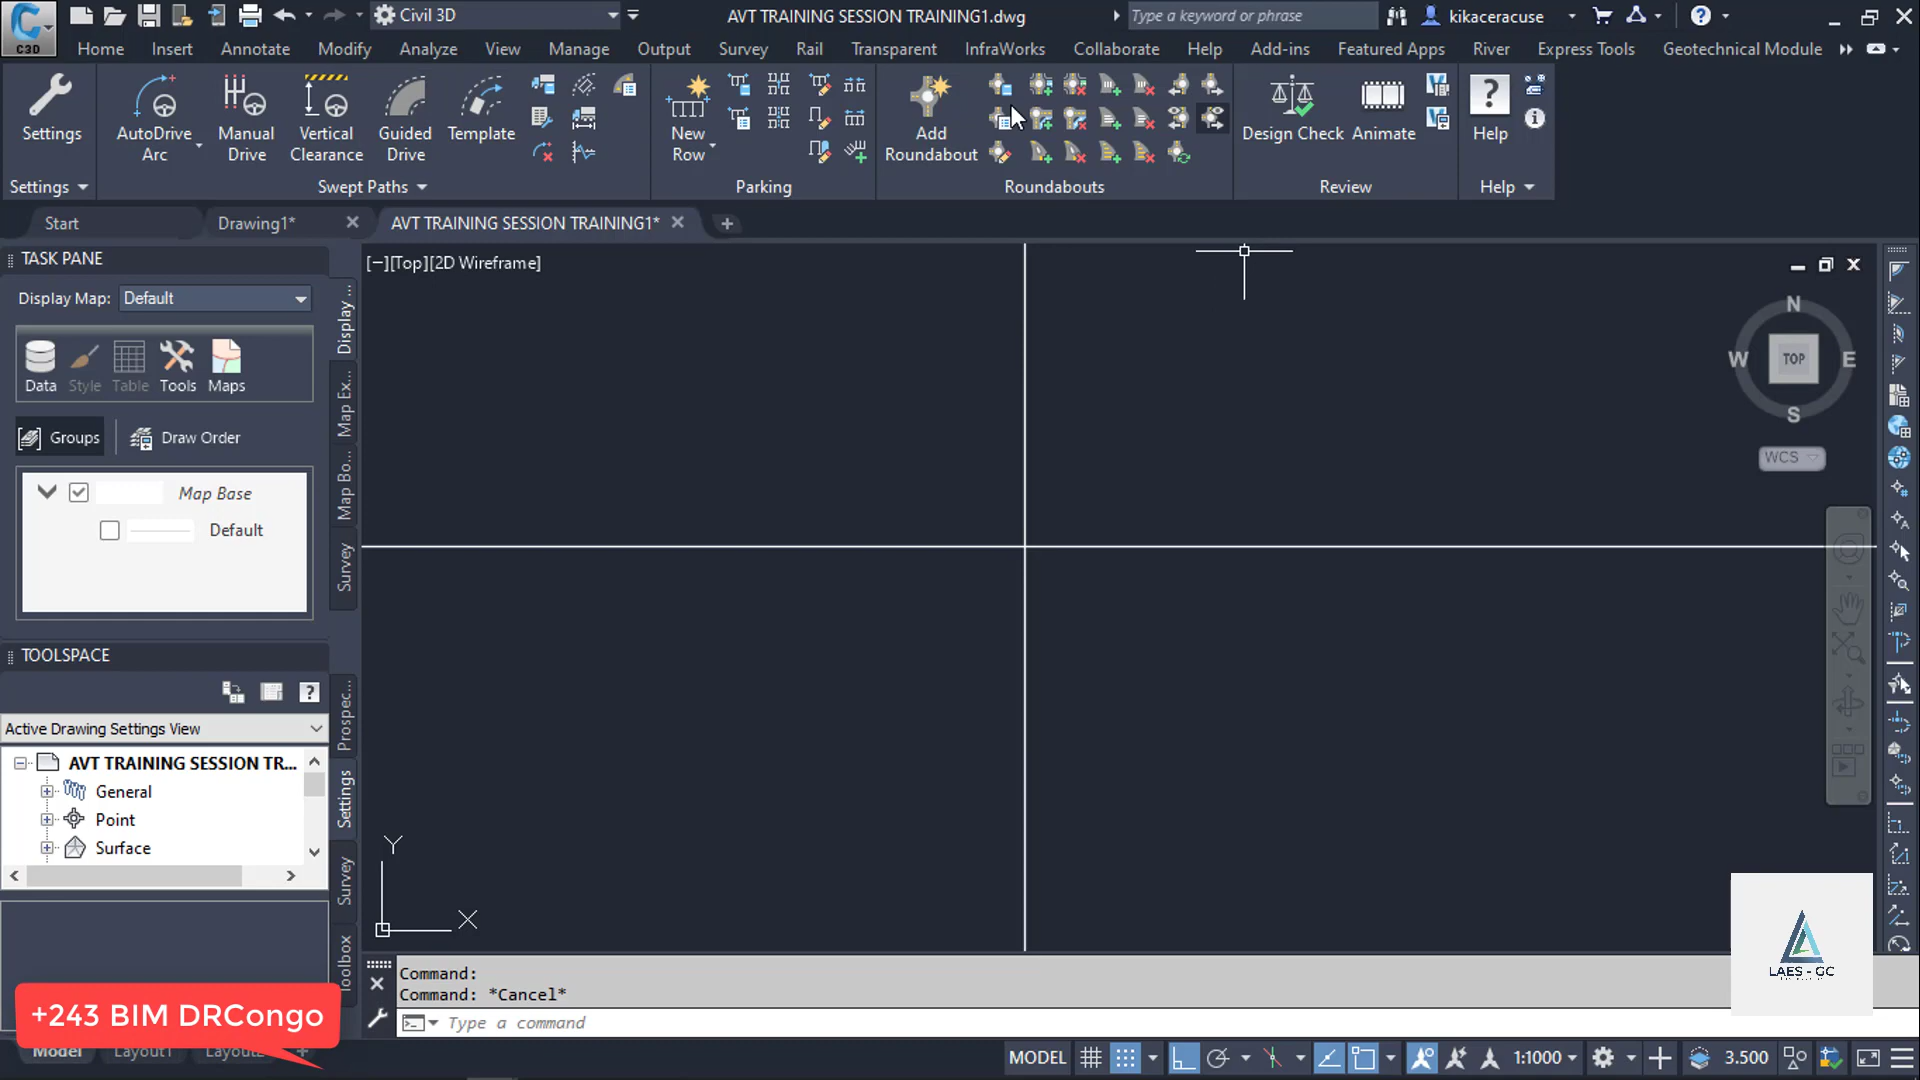 C3D
Civil 3D
AVT TRAINING SESSION TRAINING1.dwg
Type a keyword or phrase
kikaceracuse
Home Insert Annotate Modify Analyze View Manage Output Survey Rail Transparent InfraWorks Collaborate Help Add-ins Featured Apps River Express Tools Geotechnical Module
Settings
AutoDrive
Arc
Manual
Drive
Vertical
Clearance
Guided
Drive
Template
New
Row
Add
Roundabout
Design Check
Animate
Help
Settings
Swept Paths
Parking
Roundabouts
Review
Help
Start
Drawing1*
AVT TRAINING SESSION TRAINING1*
TASK PANE
Display Map:
Default
Data Style Table Tools Maps
Groups
Draw Order
Map Base
Default
Display ...
Map Ex...
Map Bo...
Survey
[−][Top][2D Wireframe]
N
W
TOP
E
S
WCS
TOOLSPACE
Active Drawing Settings View
AVT TRAINING SESSION TR...
General
Point
Surface
Prospec...
Settings
Survey
Toolbox
Y
X
Command:
Command: *Cancel*
Type a command
LAES - GC
+243 BIM DRCongo
Model
Layout1
MODEL
1:1000
3.500